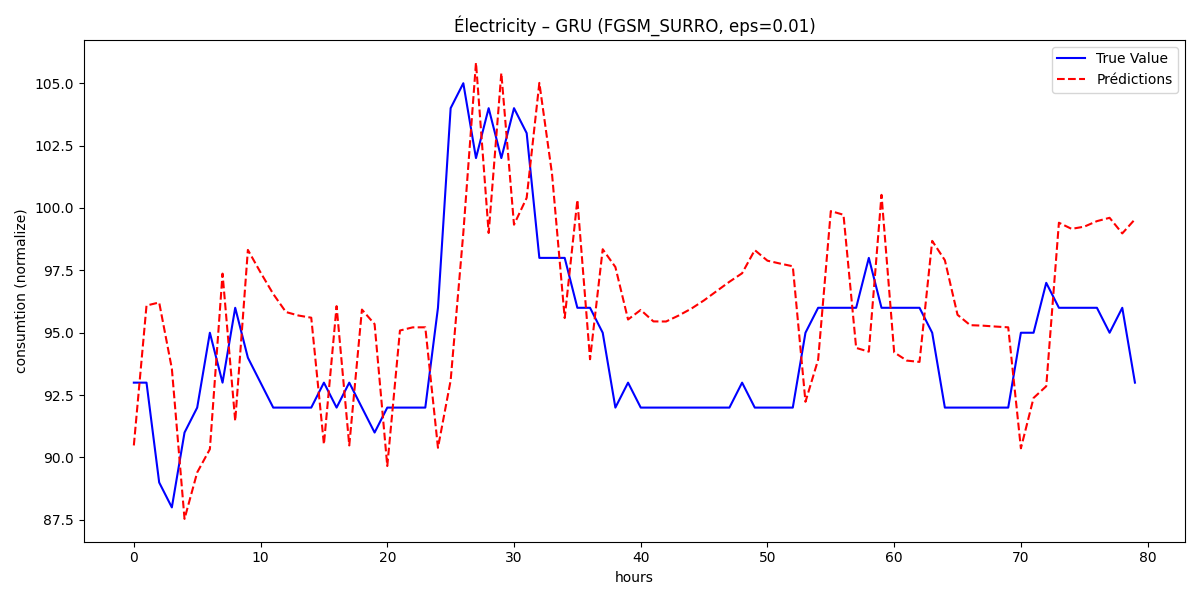 Électricity – GRU (FGSM_SURRO, eps=0.01)
True Value
Prédictions
consumtion (normalize)
105.0
102.5
100.0
97.5
95.0
92.5
90.0
87.5
0 10 20 30 40 50 60 70 80
hours